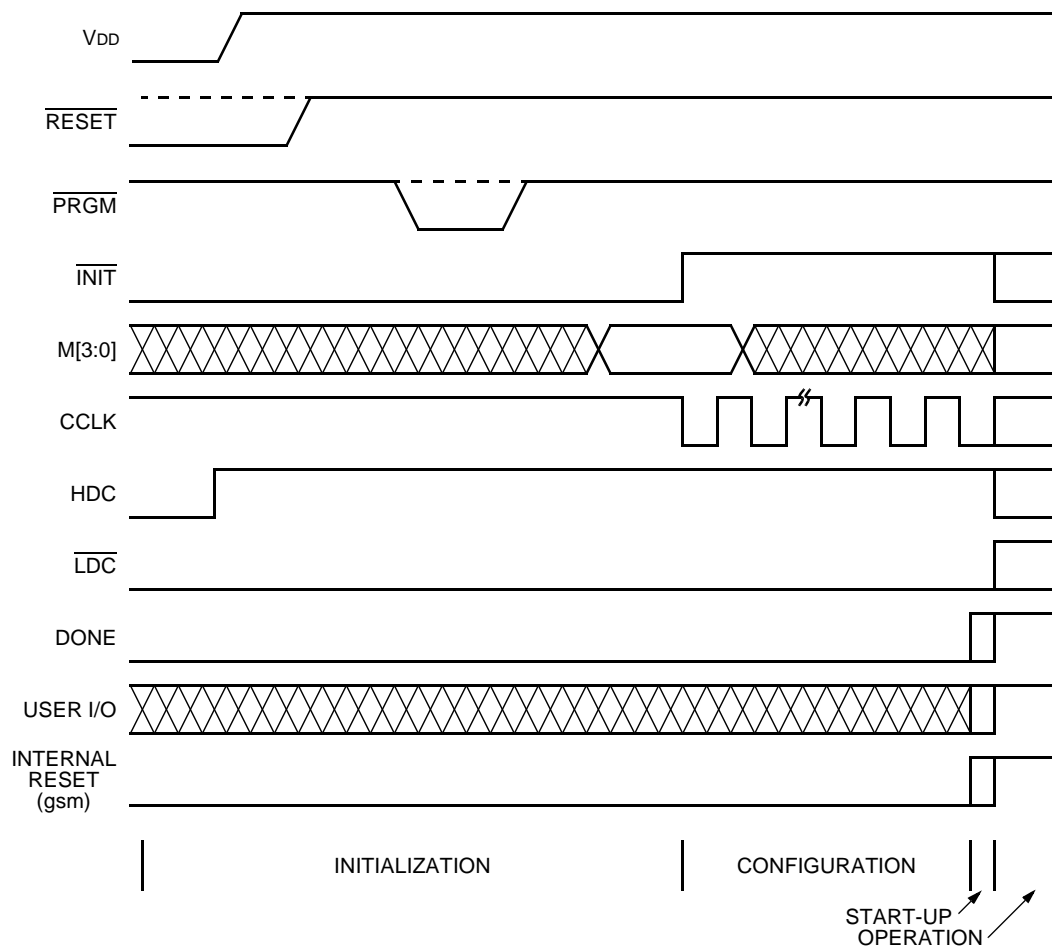 VDD
RESET
PRGM
INIT
M[3:0]
CCLK
HDC
LDC
DONE
USER I/O
INTERNAL
RESET
(gsm)
INITIALIZATION
CONFIGURATION
START-UP
OPERATION